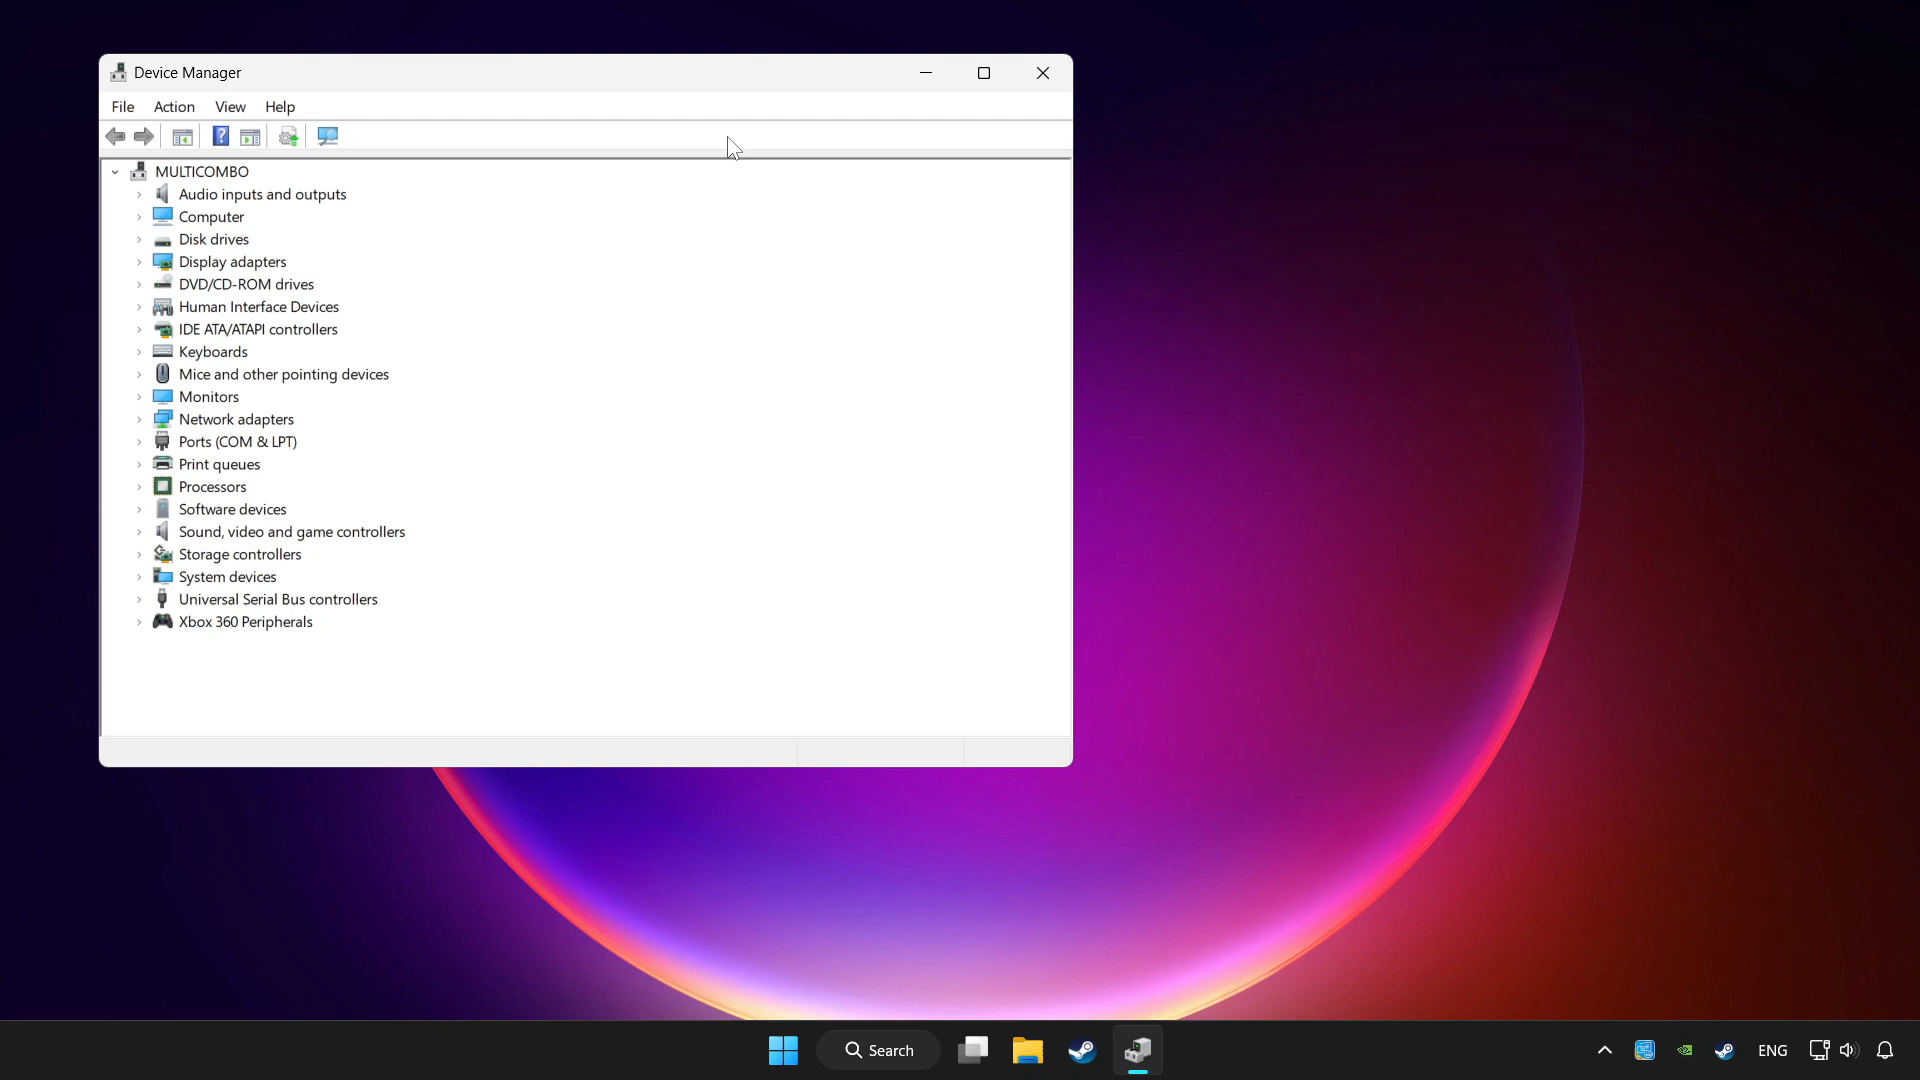 Device Manager
File Action View Help
MULTICOMBO
Audio inputs and outputs
Computer
Disk drives
Display adapters
DVD/CD-ROM drives
Human Interface Devices
IDE ATA/ATAPI controllers
Keyboards
Mice and other pointing devices
Monitors
Network adapters
Ports (COM & LPT)
Print queues
Processors
Software devices
Sound, video and game controllers
Storage controllers
System devices
Universal Serial Bus controllers
Xbox 360 Peripherals
Search ENG